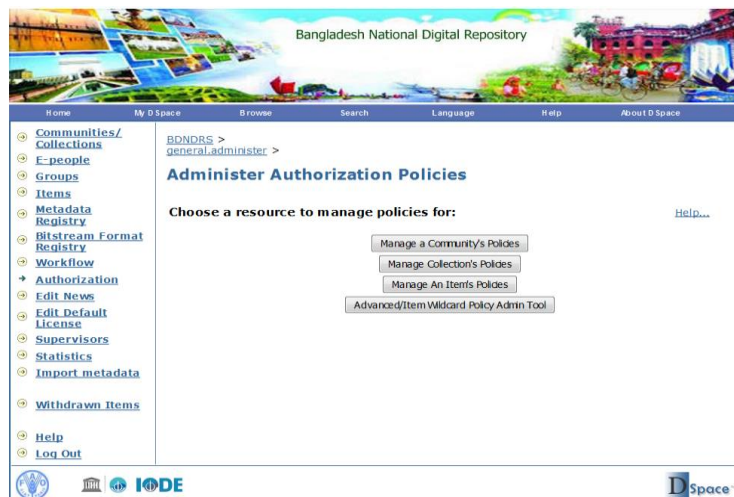 Bangladesh National Digital Repository
Home My DSpace Browse Search Language Help About DSpace
Communities/
Collections
E-people
Groups
Items
Metadata
Registry
Bitstream Format
Registry
Workflow
Authorization
Edit News
Edit Default
License
Supervisors
Statistics
Import metadata
Withdrawn Items
Help
Log Out
BDNDRS >
general.administer >
Administer Authorization Policies
Choose a resource to manage policies for:
Help...
Manage a Community's Policies
Manage Collection's Policies
Manage An Item's Policies
Advanced/Item Wildcard Policy Admin Tool
IODE
DSpace